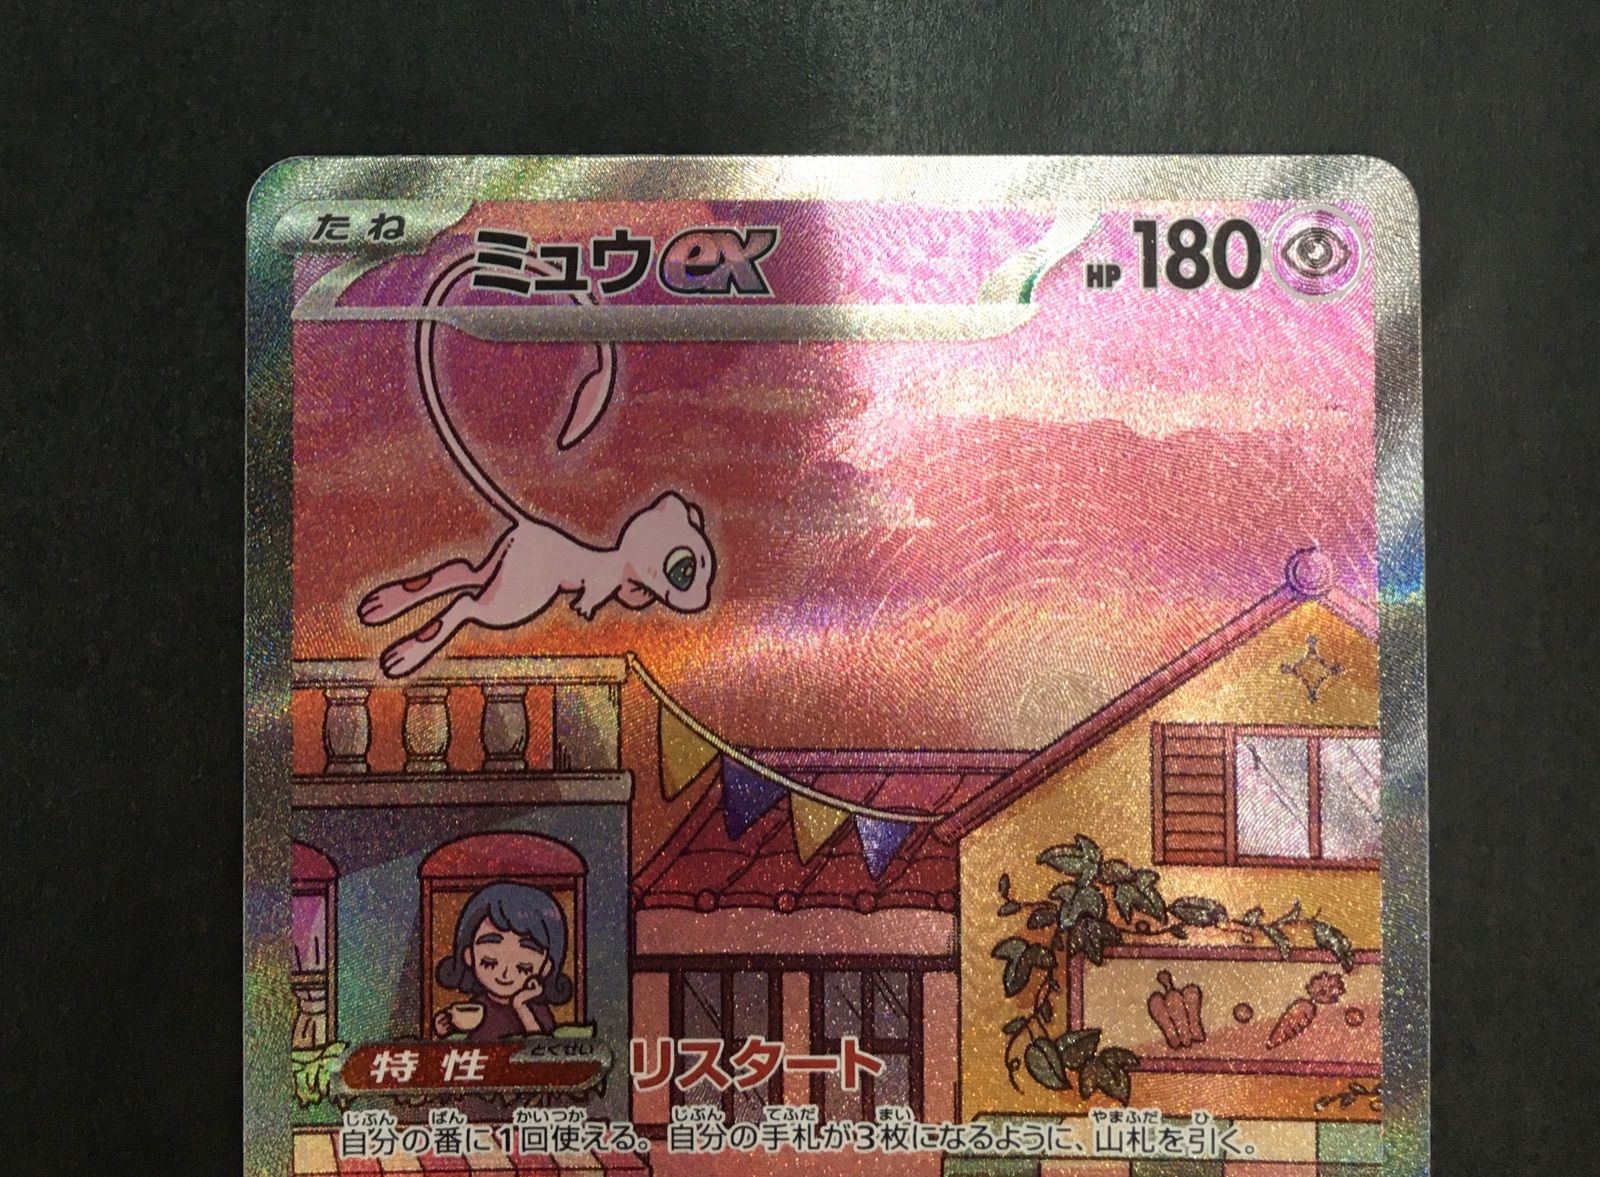 たね
ミュウex
HP 180
特性
とくせい
リスタート
じぶん ばん かいつか じぶん てふだ まい やまふだ ひ
自分の番に1回使える。自分の手札が3枚になるように、山札を引く。